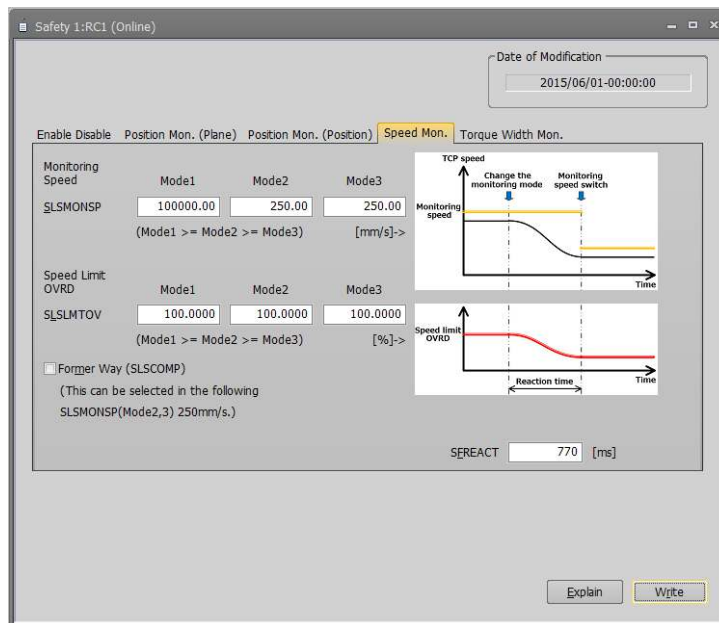 Safety 1:RC1 (Online)
Date of Modification
2015/06/01-00:00:00
Enable Disable Position Mon. (Plane) Position Mon. (Position) Speed Mon. Torque Width Mon.
Monitoring
Speed Mode1 Mode2 Mode3
SLSMONSP 100000.00 250.00 250.00
(Mode1 >= Mode2 >= Mode3) [mm/s]->
TCP speed
Change the
monitoring mode
Monitoring
speed switch
Monitoring
speed
Time
Speed Limit
OVRD Mode1 Mode2 Mode3
SLSLMTOV 100.0000 100.0000 100.0000
(Mode1 >= Mode2 >= Mode3) [%]->
Speed limit
OVRD
Reaction time
Time
Former Way (SLSCOMP)
(This can be selected in the following
SLSMONSP(Mode2,3) 250mm/s.)
SFREACT 770 [ms]
Explain Write